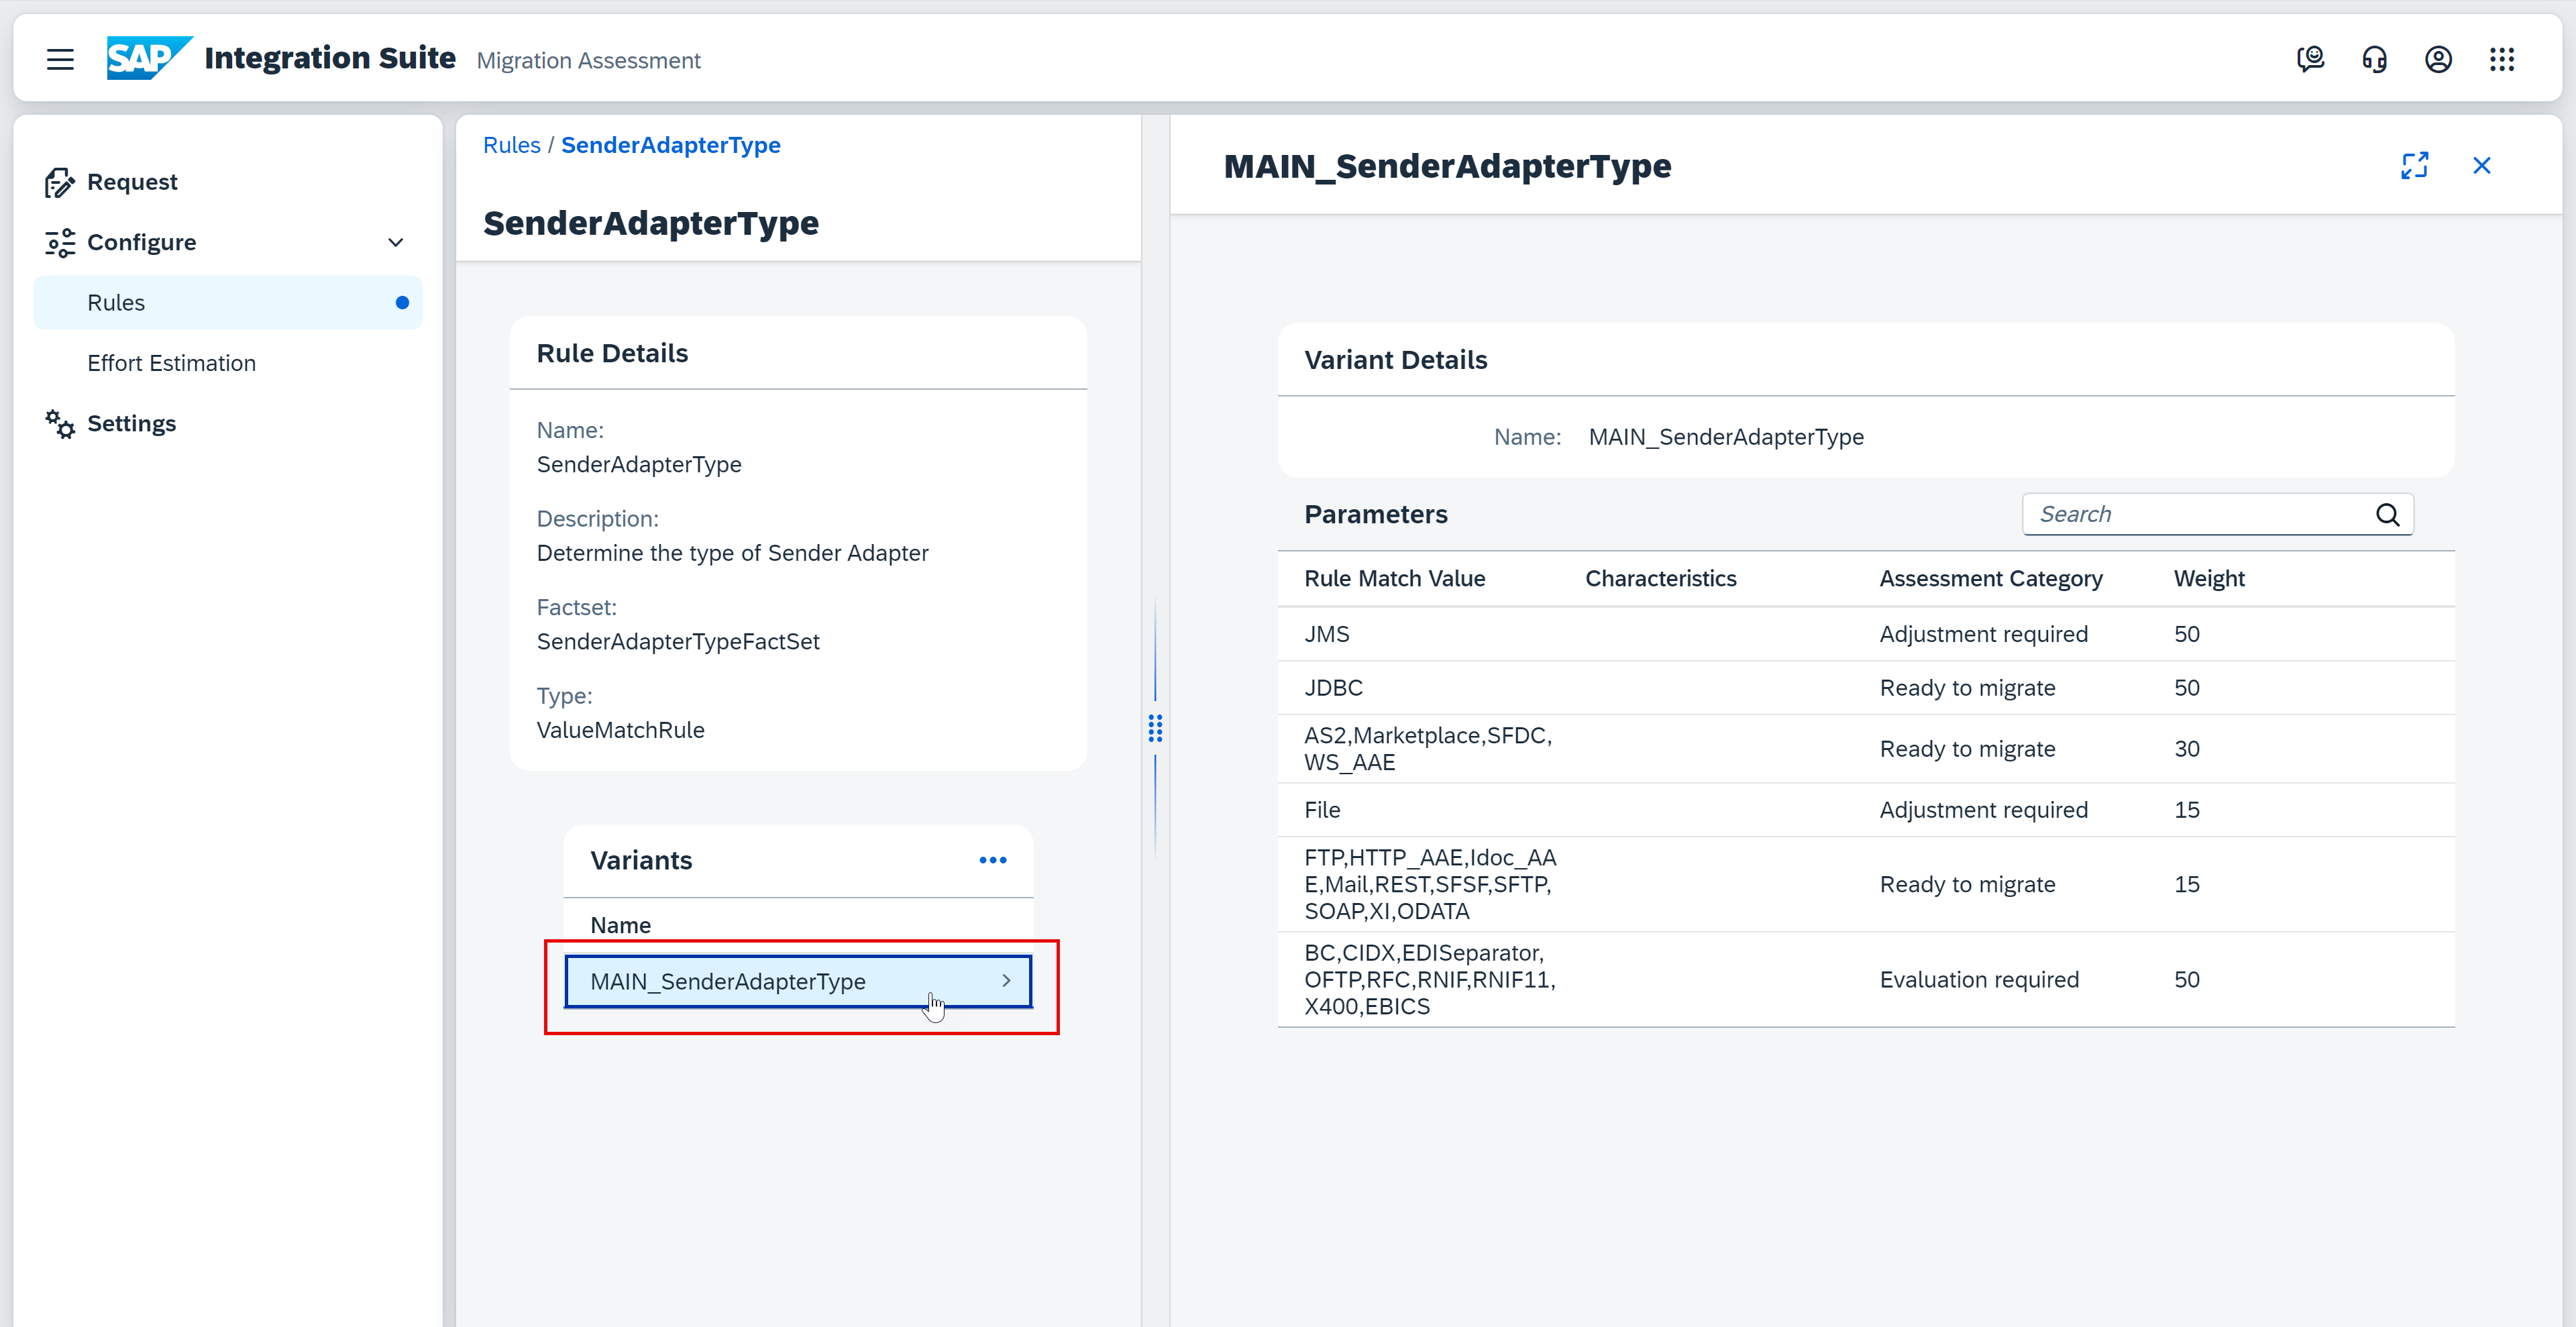 SAP Integration Suite Migration Assessment
Request
Configure
Rules
Effort Estimation
Settings
Rules / SenderAdapterType
SenderAdapterType
Rule Details
Name:
SenderAdapterType
Description:
Determine the type of Sender Adapter
Factset:
SenderAdapterTypeFactSet
Type:
ValueMatchRule
Variants
Name
MAIN_SenderAdapterType
MAIN_SenderAdapterType
Variant Details
Name: MAIN_SenderAdapterType
Parameters
Search
Rule Match Value Characteristics Assessment Category Weight
JMS Adjustment required 50
JDBC Ready to migrate 50
AS2,Marketplace,SFDC,
WS_AAE
Ready to migrate 30
File Adjustment required 15
FTP,HTTP_AAE,Idoc_AA
E,Mail,REST,SFSF,SFTP,
SOAP,XI,ODATA
Ready to migrate 15
BC,CIDX,EDISeparator,
OFTP,RFC,RNIF,RNIF11,
X400,EBICS
Evaluation required 50